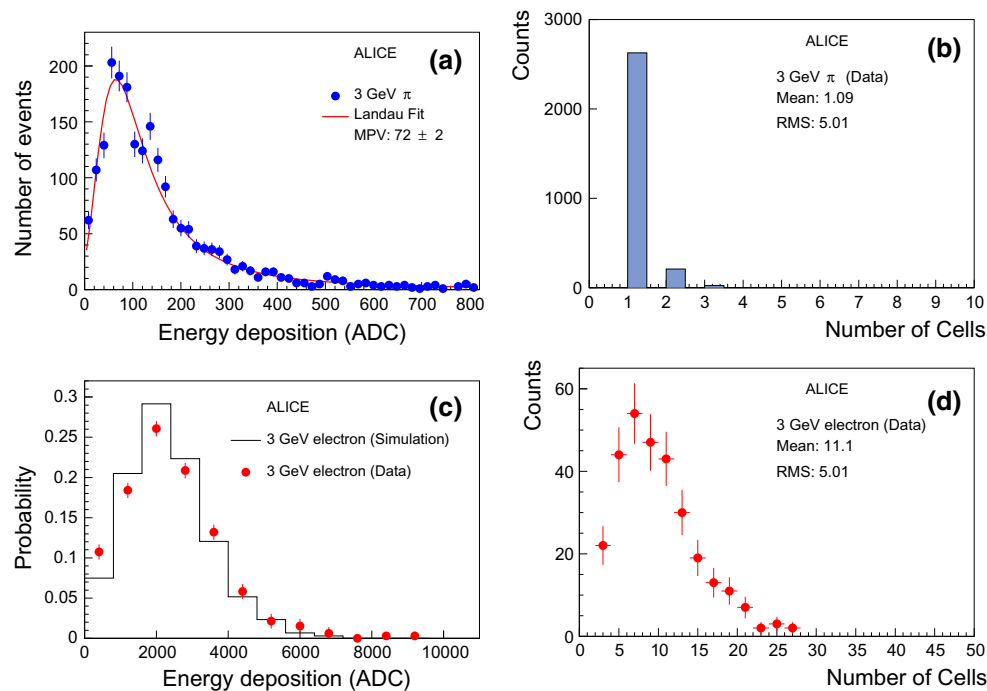 ALICE
(a)
3 GeV π
Landau Fit
MPV: 72 ± 2
Number of events
200
150
100
50
0
0 100 200 300 400 500 600 700 800
Energy deposition (ADC)
ALICE
(b)
3 GeV π (Data)
Mean: 1.09
RMS: 5.01
Counts
3000
2000
1000
0
0 1 2 3 4 5 6 7 8 9 10
Number of Cells
ALICE
(c)
3 GeV electron (Simulation)
3 GeV electron (Data)
Probability
0.3
0.25
0.2
0.15
0.1
0.05
0
0 2000 4000 6000 8000 10000
Energy deposition (ADC)
ALICE
(d)
3 GeV electron (Data)
Mean: 11.1
RMS: 5.01
Counts
60
40
20
0
0 5 10 15 20 25 30 35 40 45 50
Number of Cells